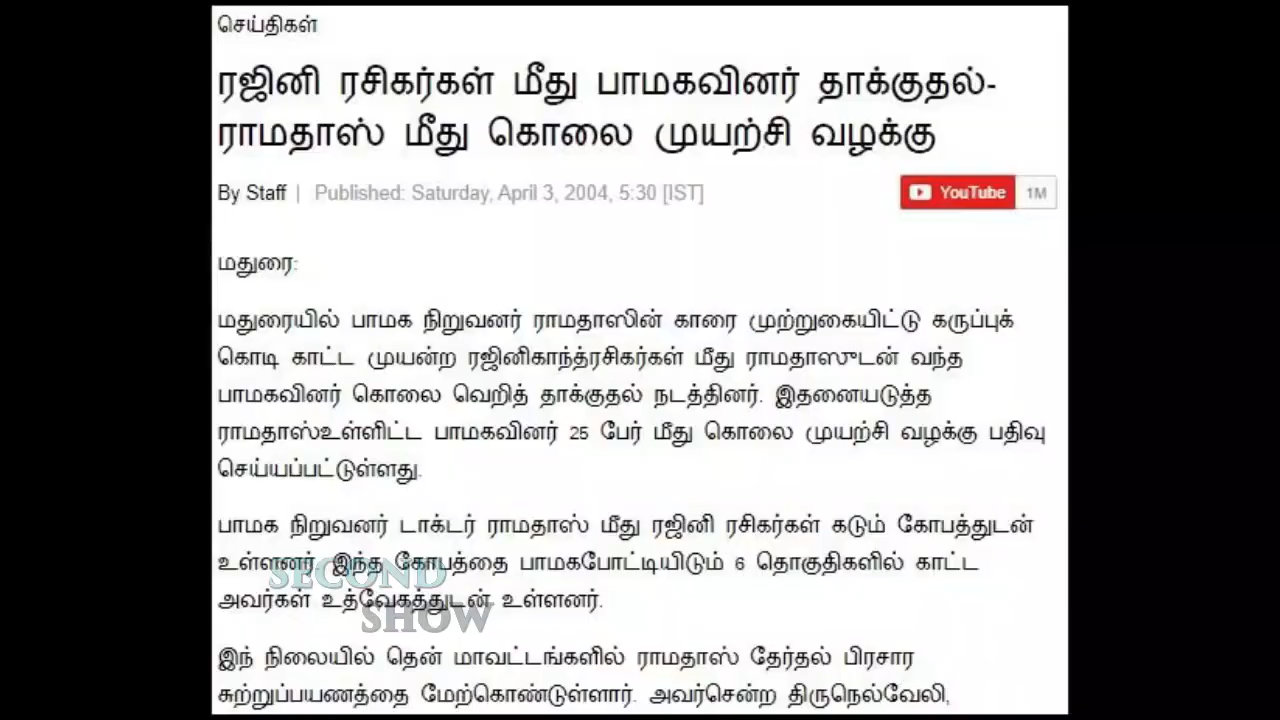 செய்திகள்
ரஜினி ரசிகர்கள் மீது பாமகவினர் தாக்குதல்-
ராமதாஸ் மீது கொலை முயற்சி வழக்கு
By Staff | Published: Saturday, April 3, 2004, 5:30 [IST]
YouTube 1M
மதுரை:
மதுரையில் பாமக நிறுவனர் ராமதாஸின் காரை முற்றுகையிட்டு கருப்புக்
கொடி காட்ட முயன்ற ரஜினிகாந்த்ரசிகர்கள் மீது ராமதாஸுடன் வந்த
பாமகவினர் கொலை வெறித் தாக்குதல் நடத்தினர். இதனையடுத்த
ராமதாஸ்உள்ளிட்ட பாமகவினர் 25 பேர் மீது கொலை முயற்சி வழக்கு பதிவு
செய்யப்பட்டுள்ளது.
பாமக நிறுவனர் டாக்டர் ராமதாஸ் மீது ரஜினி ரசிகர்கள் கடும் கோபத்துடன்
உள்ளனர். இந்த கோபத்தை பாமகபோட்டியிடும் 6 தொகுதிகளில் காட்ட
அவர்கள் உத்வேகத்துடன் உள்ளனர்.
SECOND
SHOW
இந் நிலையில் தென் மாவட்டங்களில் ராமதாஸ் தேர்தல் பிரசார
சுற்றுப்பயணத்தை மேற்கொண்டுள்ளார். அவர்சென்ற திருநெல்வேலி,